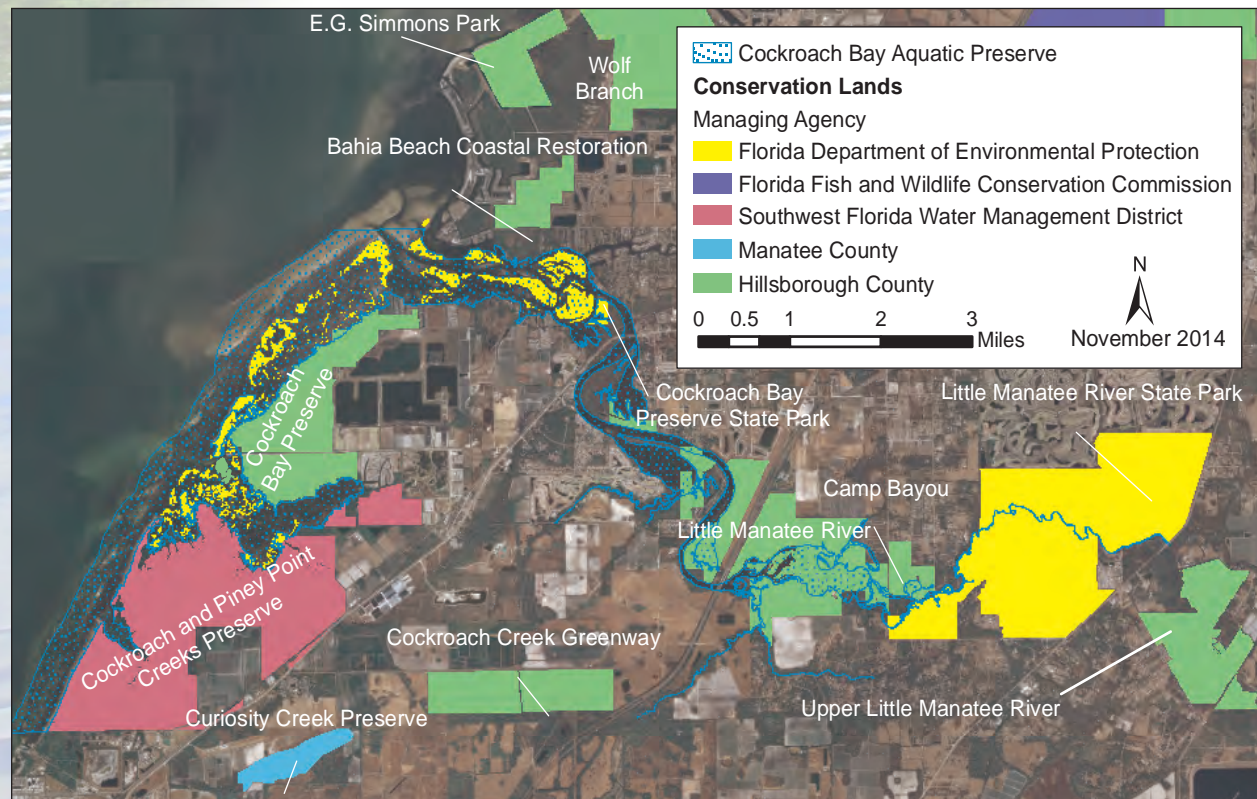 E.G. Simmons Park
Wolf
Branch
Bahia Beach Coastal Restoration
Cockroach Bay Aquatic Preserve
Conservation Lands
Managing Agency
Florida Department of Environmental Protection
Florida Fish and Wildlife Conservation Commission
Southwest Florida Water Management District
Manatee County
Hillsborough County
N
0 0.5 1 2 3
Miles
November 2014
Cockroach
Bay Preserve
Cockroach Bay
Preserve State Park
Little Manatee River State Park
Camp Bayou
Little Manatee River
Cockroach and Piney Point
Creeks Preserve
Cockroach Creek Greenway
Curiosity Creek Preserve
Upper Little Manatee River